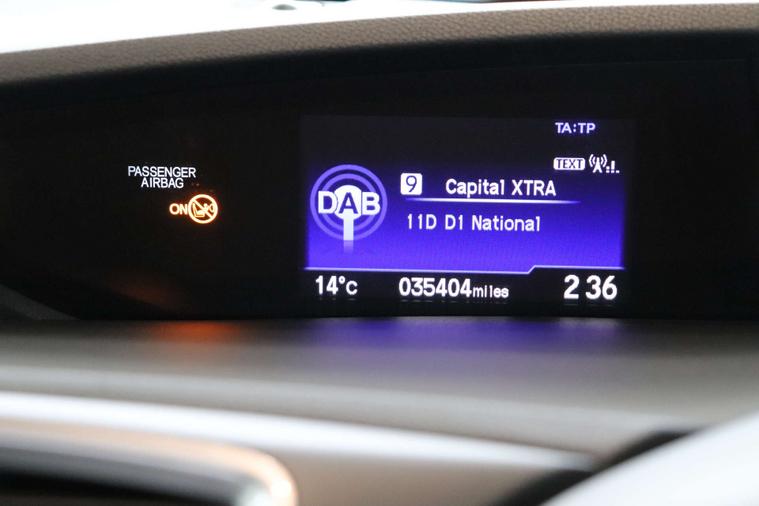 PASSENGER
AIRBAG
ON
TA:TP
TEXT
DAB
9 Capital XTRA
11D D1 National
14°C 035404miles 2:36